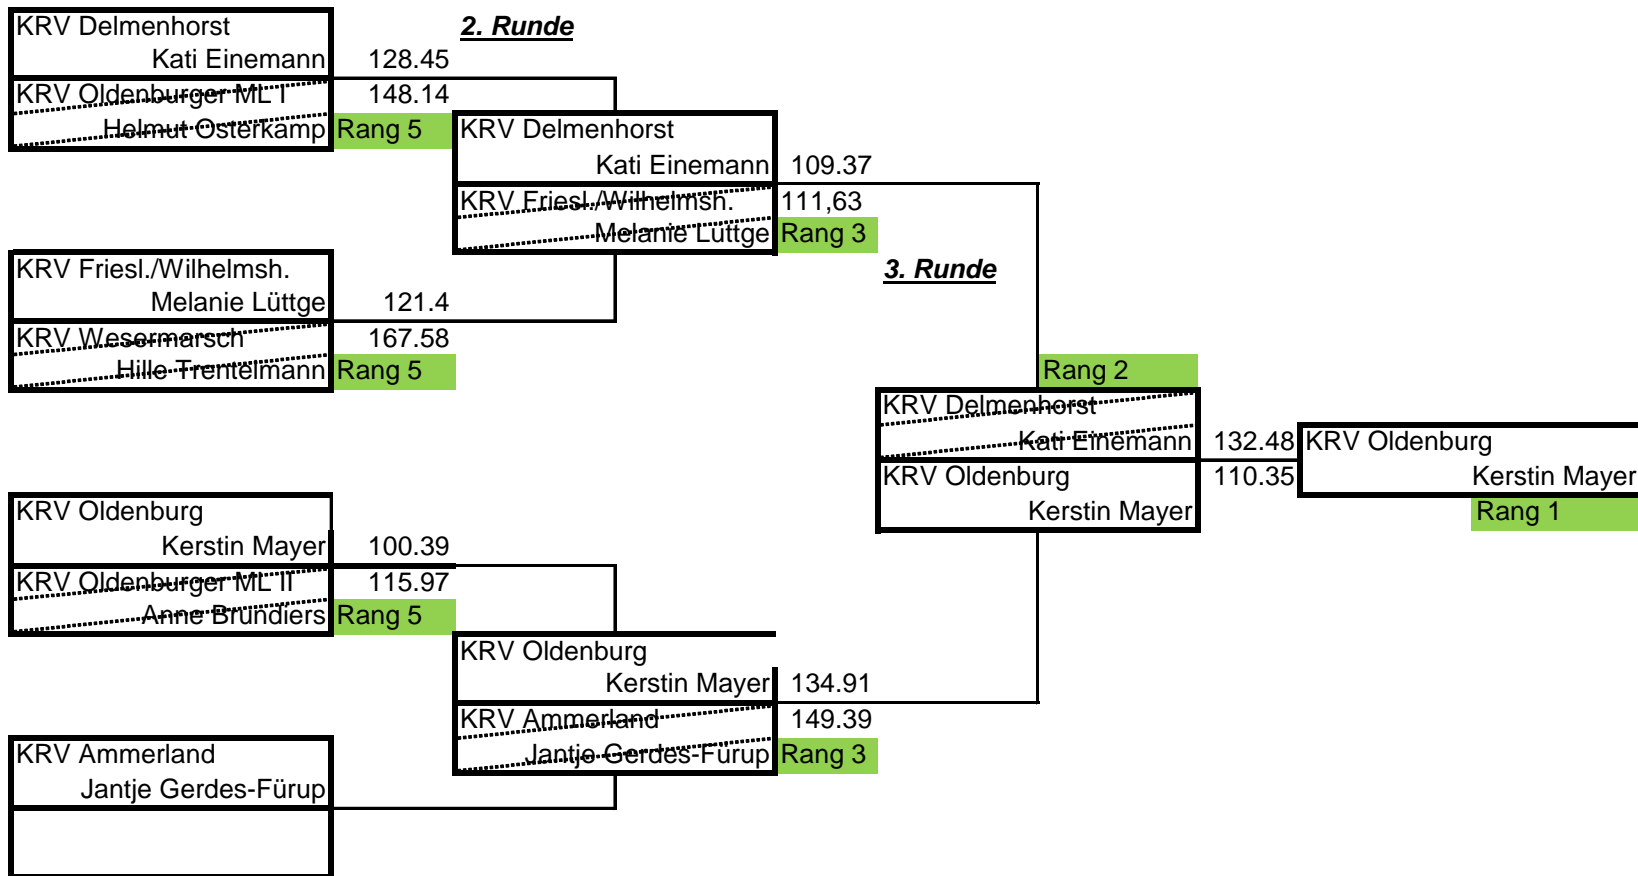 KRV Delmenhorst
2. Runde
Kati Einemann 128.45
KRV Oldenburger ML I 148.14
Helmut Osterkamp Rang 5
KRV Delmenhorst
Kati Einemann 109.37
KRV Friesl./Wilhelmsh. 111,63
Melanie Lüttge Rang 3
KRV Friesl./Wilhelmsh.
3. Runde
Melanie Lüttge 121.4
KRV Wesermarsch 167.58
Hille Trentelmann Rang 5
Rang 2
KRV Delmenhorst
Kati Einemann 132.48
KRV Oldenburg
KRV Oldenburg 110.35
Kerstin Mayer
Kerstin Mayer
Rang 1
KRV Oldenburg
Kerstin Mayer 100.39
KRV Oldenburger ML II 115.97
Anne Brundiers Rang 5
KRV Oldenburg
Kerstin Mayer 134.91
KRV Ammerland 149.39
Jantje Gerdes-Fürup Rang 3
KRV Ammerland
Jantje Gerdes-Fürup